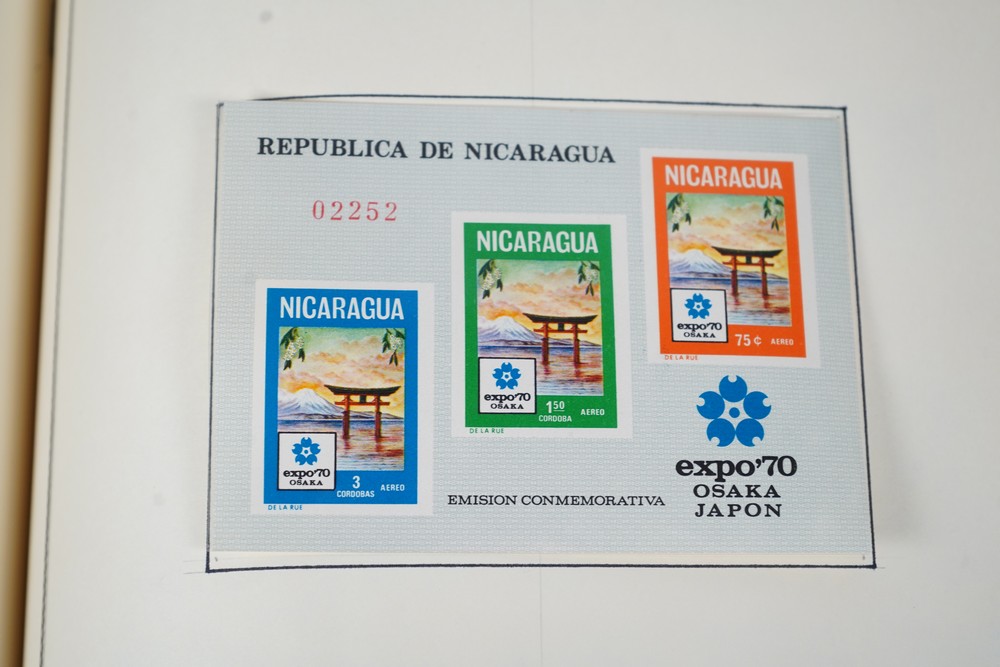 REPUBLICA DE NICARAGUA
02252
NICARAGUA
expo'70
OSAKA
3
CORDOBAS
AEREO
DE LA RUE
NICARAGUA
expo'70
OSAKA
1 50
CORDOBA
AEREO
DE LA RUE
NICARAGUA
expo'70
OSAKA
75 ¢ AEREO
DE LA RUE
EMISION CONMEMORATIVA
expo'70
OSAKA
JAPON